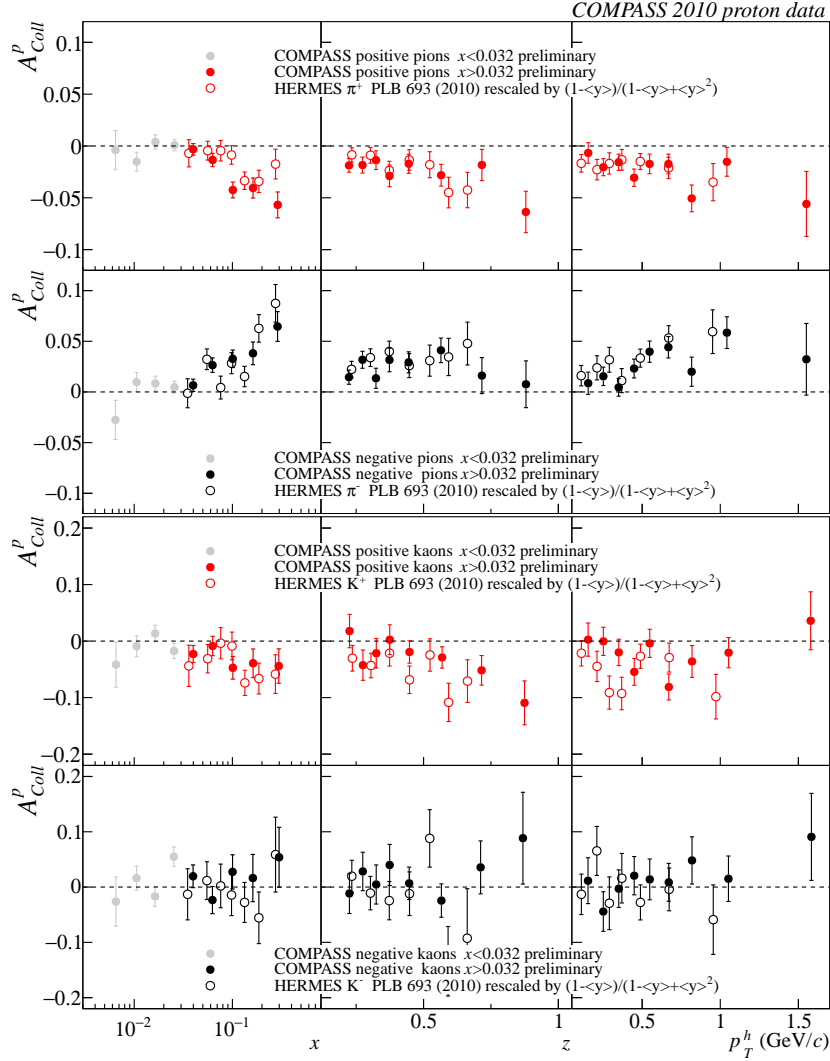 COMPASS 2010 proton data
A^p_Coll
0.1
0.05
0
−0.05
−0.1
COMPASS positive pions x<0.032 preliminary
COMPASS positive pions x>0.032 preliminary
HERMES π⁺ PLB 693 (2010) rescaled by (1-<y>)/(1-<y>+<y>²)
A^p_Coll
0.1
0.05
0
−0.05
−0.1
COMPASS negative pions x<0.032 preliminary
COMPASS negative pions x>0.032 preliminary
HERMES π⁻ PLB 693 (2010) rescaled by (1-<y>)/(1-<y>+<y>²)
A^p_Coll
0.2
0.1
0
−0.1
−0.2
COMPASS positive kaons x<0.032 preliminary
COMPASS positive kaons x>0.032 preliminary
HERMES K⁺ PLB 693 (2010) rescaled by (1-<y>)/(1-<y>+<y>²)
A^p_Coll
0.2
0.1
0
−0.1
−0.2
COMPASS negative kaons x<0.032 preliminary
COMPASS negative kaons x>0.032 preliminary
HERMES K⁻ PLB 693 (2010) rescaled by (1-<y>)/(1-<y>+<y>²)
10⁻² 10⁻¹ 0.5 1 0.5 1 1.5
x z p_T^h (GeV/c)